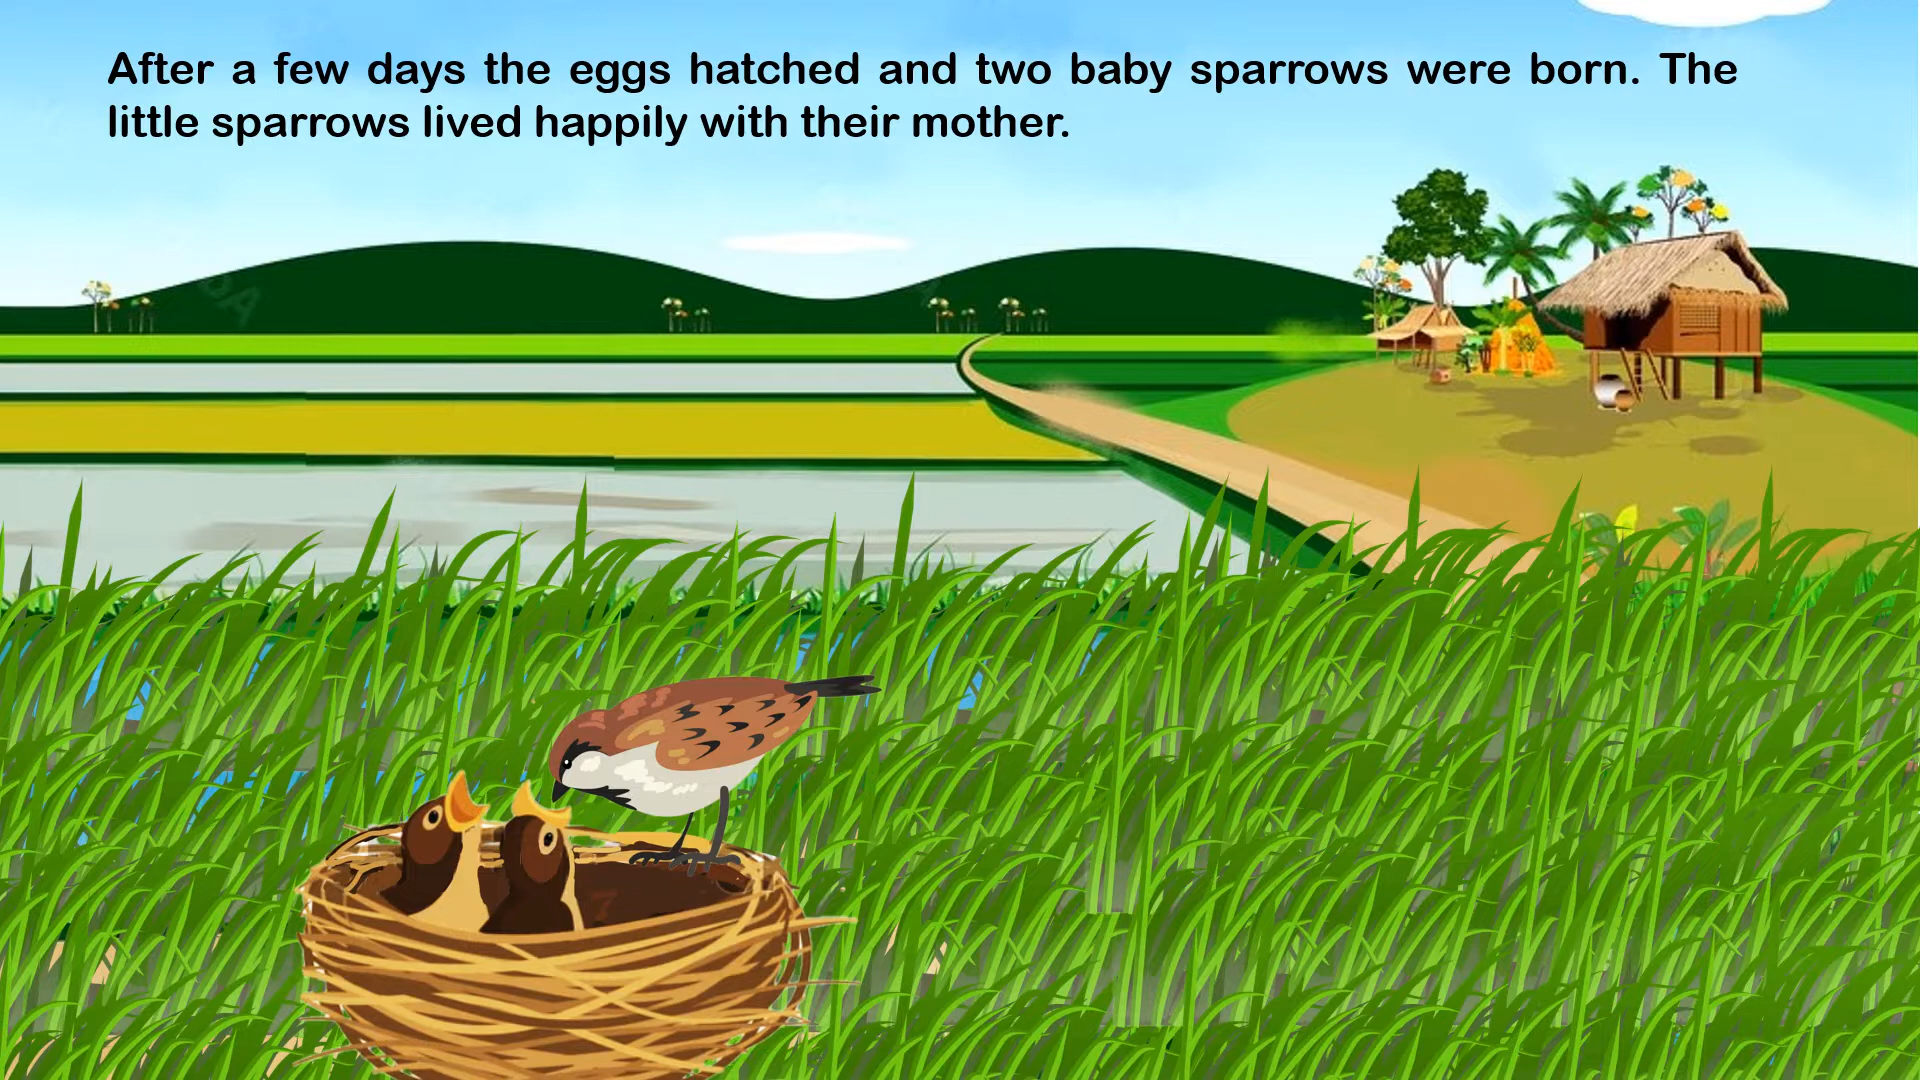 After a few days the eggs hatched and two baby sparrows were born. The
little sparrows lived happily with their mother.